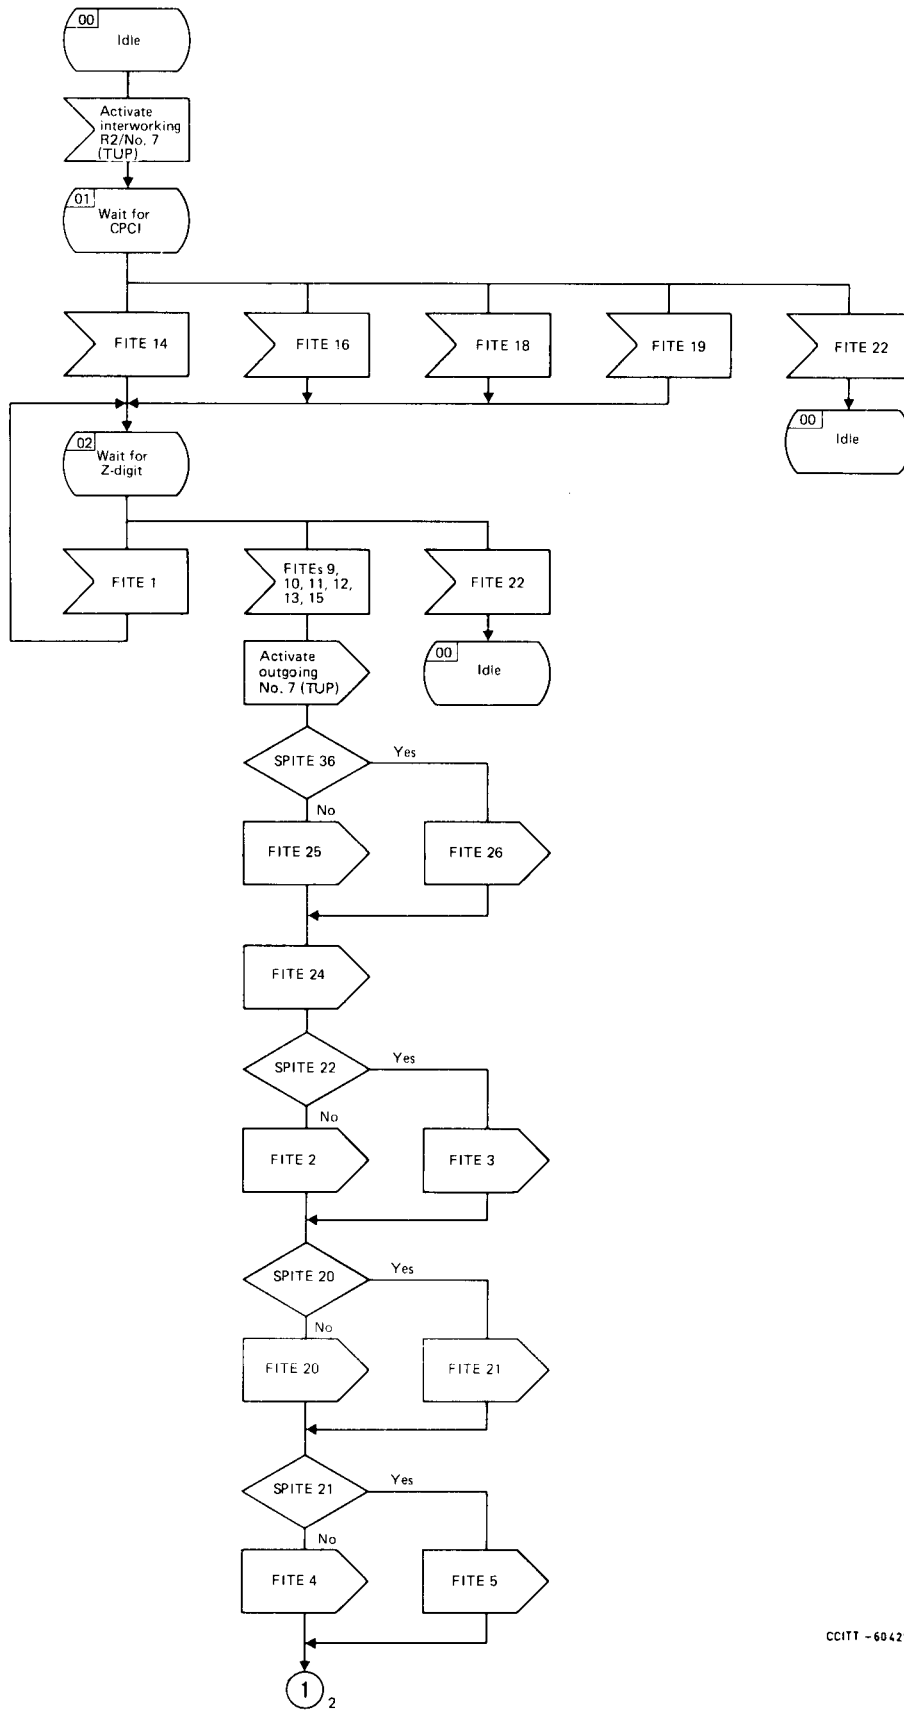 00
Idle
Activate
interworking
R2/No. 7
(TUP)
01
Wait for
CPCI
FITE 14
FITE 16
FITE 18
FITE 19
FITE 22
00
Idle
02
Wait for
Z-digit
FITE 1
FITEs 9,
10, 11, 12,
13, 15
FITE 22
00
Idle
Activate
outgoing
No. 7 (TUP)
SPITE 36
Yes
No
FITE 25
FITE 26
FITE 24
SPITE 22
Yes
No
FITE 2
FITE 3
SPITE 20
Yes
No
FITE 20
FITE 21
SPITE 21
Yes
No
FITE 4
FITE 5
1
2
CCITT -6042